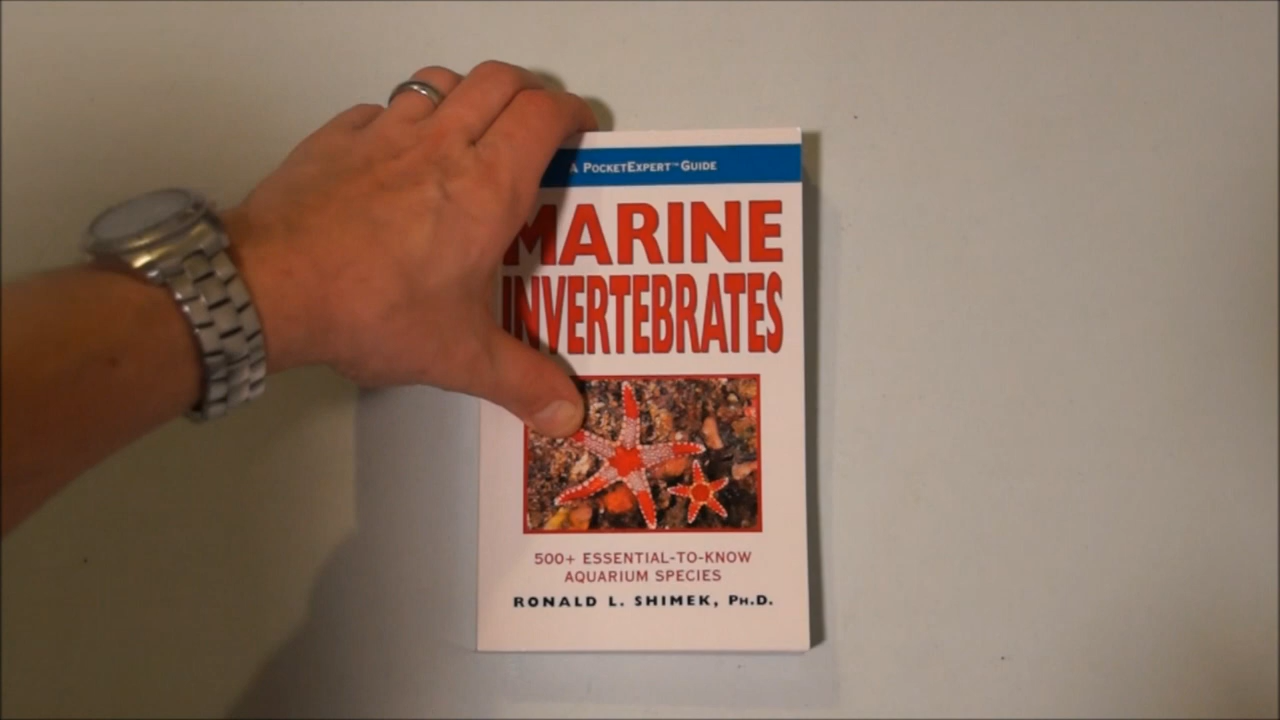 A POCKETEXPERT™ GUIDE
MARINE
INVERTEBRATES
500+ ESSENTIAL-TO-KNOW
AQUARIUM SPECIES
RONALD L. SHIMEK, PH.D.